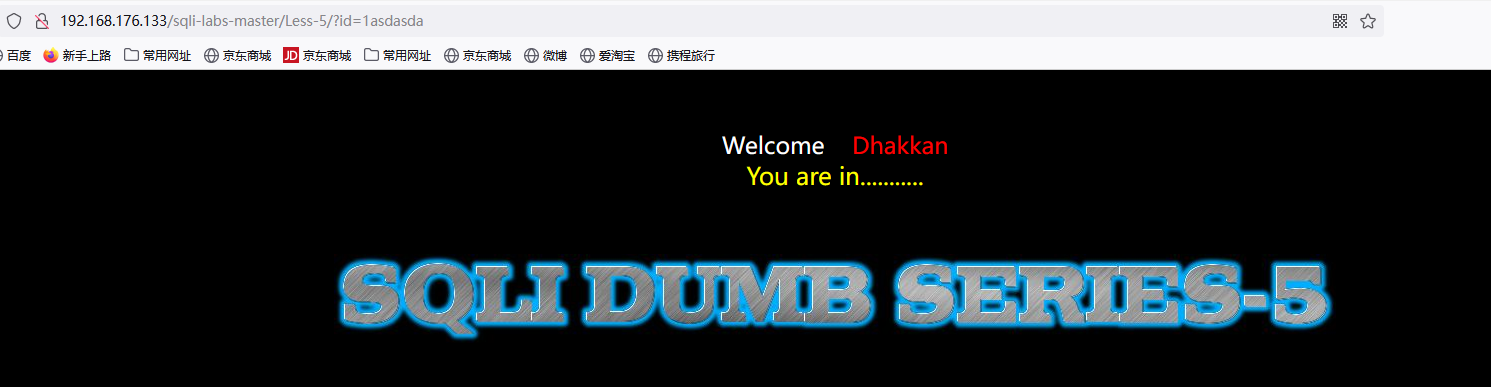 192.168.176.133/sqli-labs-master/Less-5/?id=1asdasda
百度 新手上路 常用网址 京东商城 JD 京东商城 常用网址 京东商城 微博 爱淘宝 携程旅行
Welcome Dhakkan
You are in...........
SQLI DUMB SERIES-5